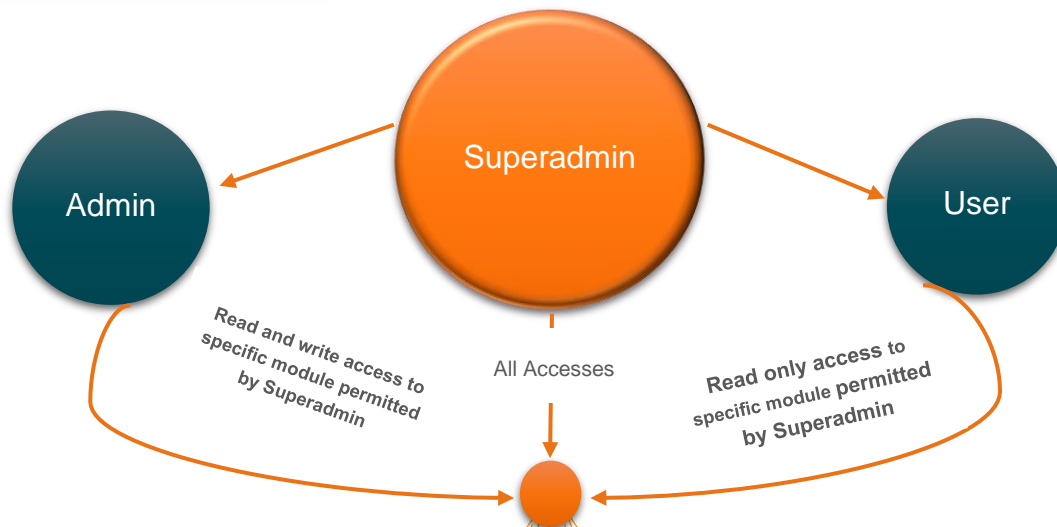 Superadmin
Admin
User
Read and write access to
specific module permitted
by Superadmin
All Accesses
Read only access to
specific module permitted
by Superadmin